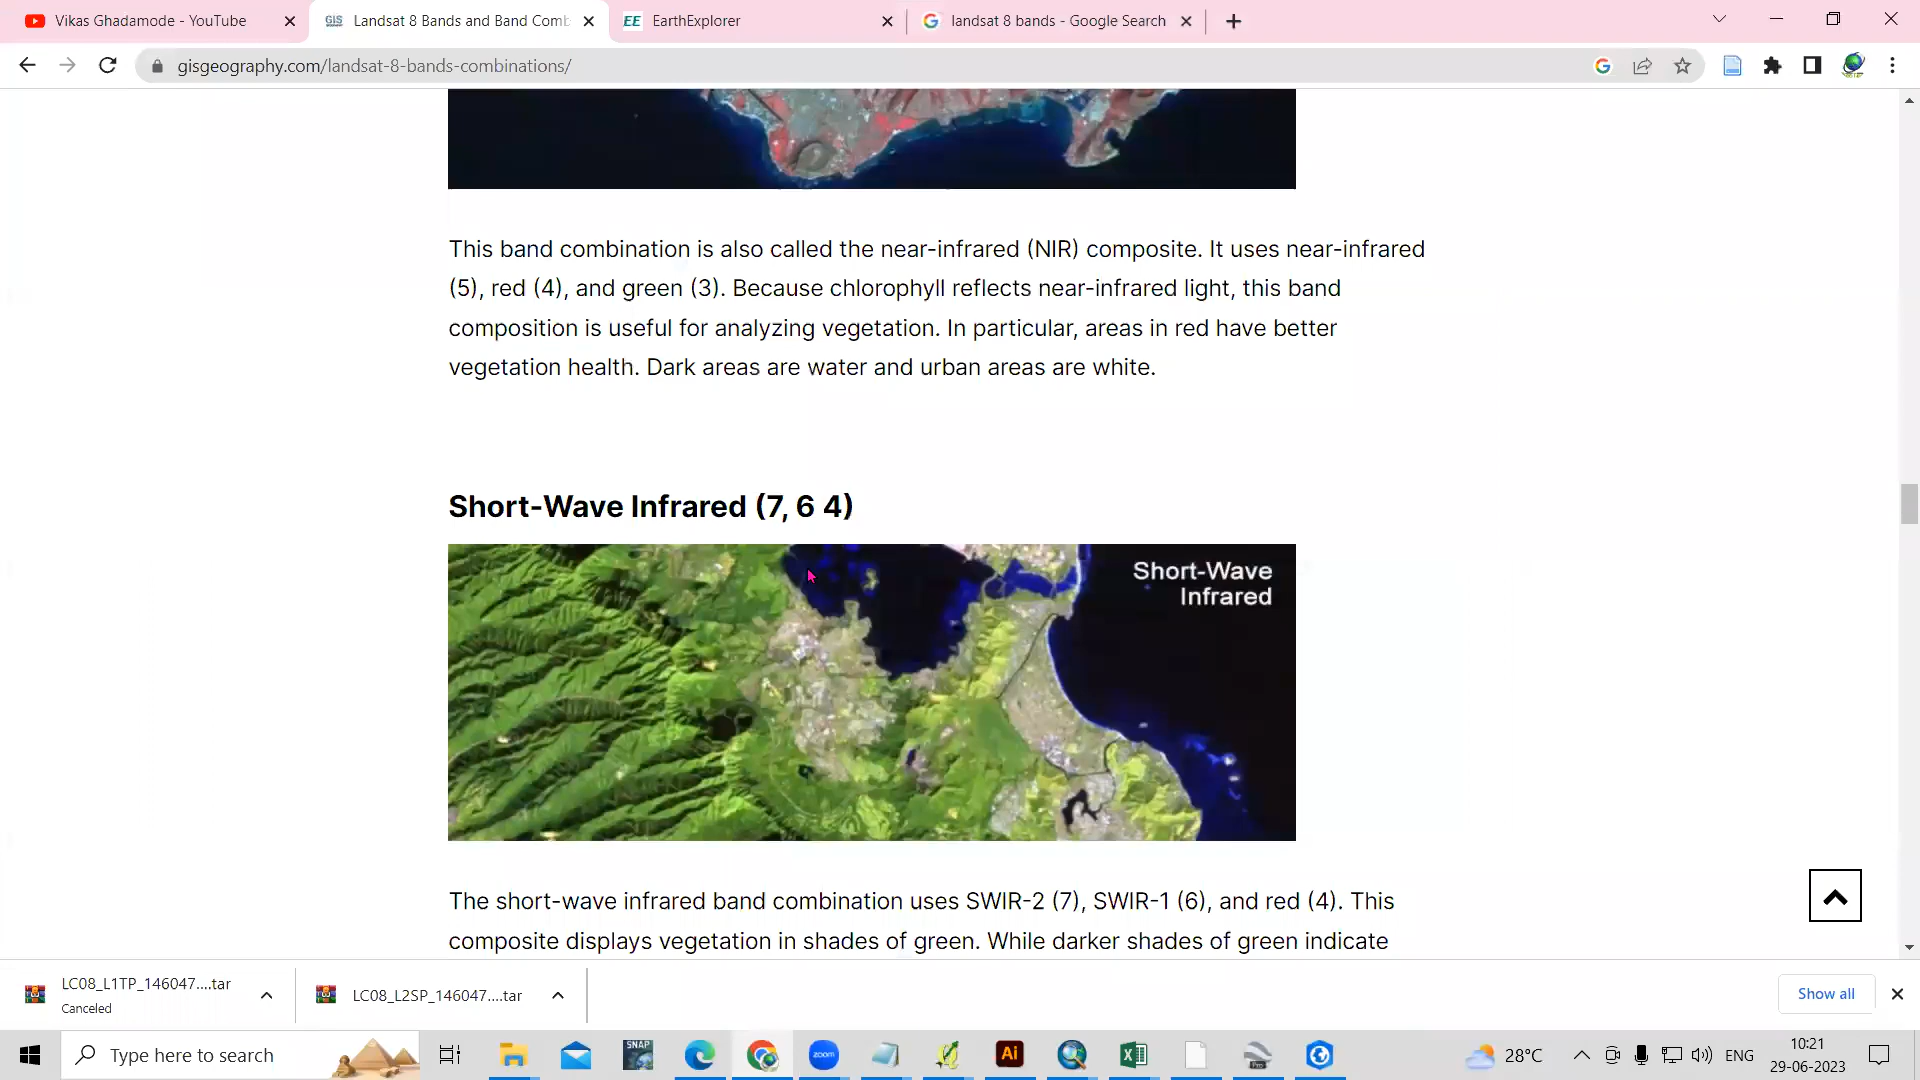 Vikas Ghadamode - YouTube
Landsat 8 Bands and Band Comb
EE EarthExplorer
landsat 8 bands - Google Search
gisgeography.com/landsat-8-bands-combinations/
This band combination is also called the near-infrared (NIR) composite. It uses near-infrared
(5), red (4), and green (3). Because chlorophyll reflects near-infrared light, this band
composition is useful for analyzing vegetation. In particular, areas in red have better
vegetation health. Dark areas are water and urban areas are white.
Short-Wave Infrared (7, 6 4)
Short-Wave
Infrared
The short-wave infrared band combination uses SWIR-2 (7), SWIR-1 (6), and red (4). This
composite displays vegetation in shades of green. While darker shades of green indicate
LC08_L1TP_146047....tar
Canceled
LC08_L2SP_146047....tar
Show all
Type here to search
SNAP
zoom
Ai
Pro
28°C
ENG
10:21
29-06-2023